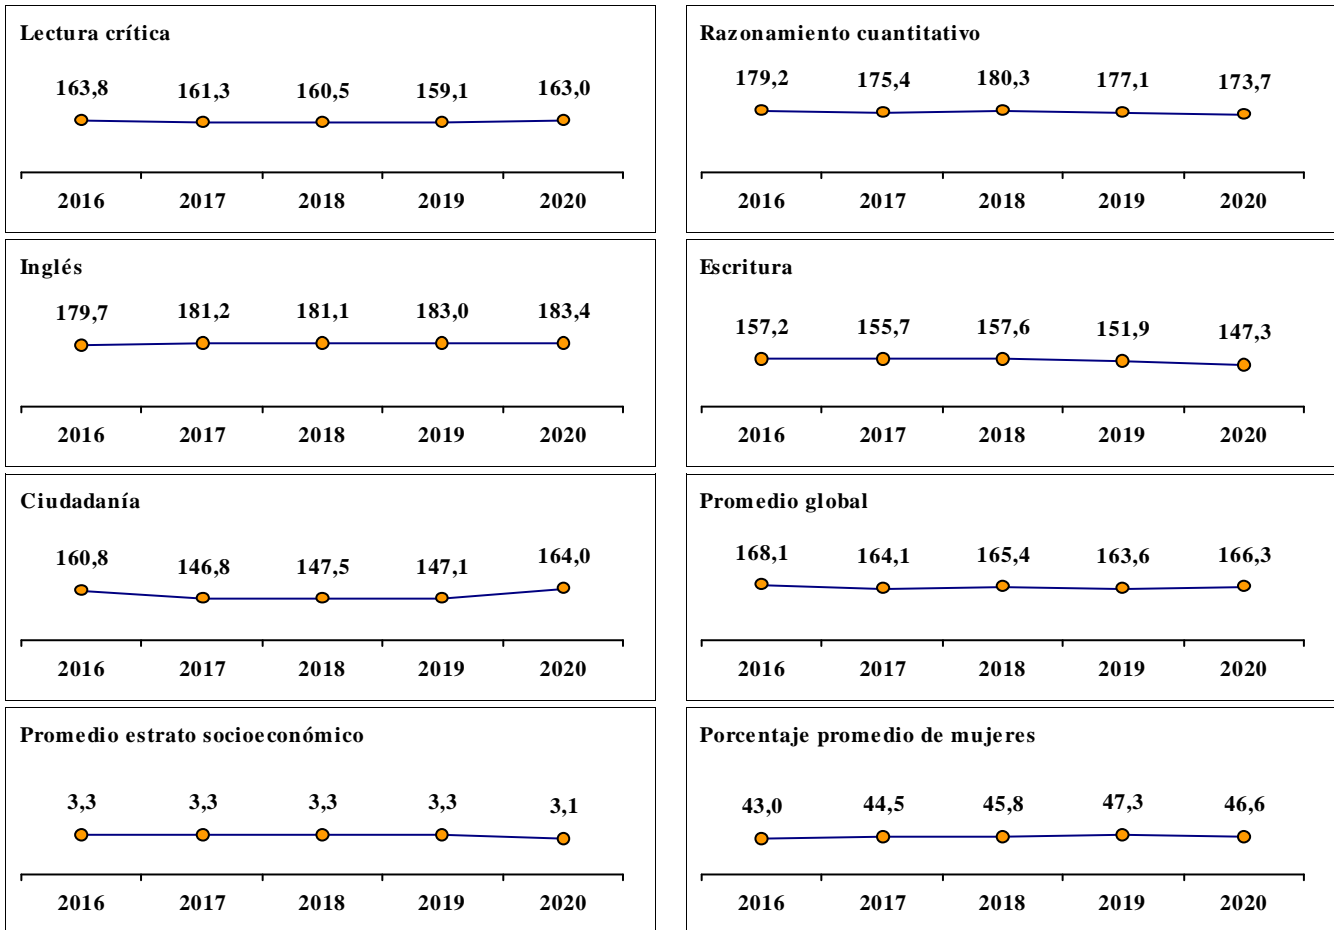 Lectura crítica
163,8 161,3 160,5 159,1 163,0
2016 2017 2018 2019 2020
Razonamiento cuantitativo
179,2 175,4 180,3 177,1 173,7
2016 2017 2018 2019 2020
Inglés
179,7 181,2 181,1 183,0 183,4
2016 2017 2018 2019 2020
Escritura
157,2 155,7 157,6 151,9 147,3
2016 2017 2018 2019 2020
Ciudadanía
160,8 146,8 147,5 147,1 164,0
2016 2017 2018 2019 2020
Promedio global
168,1 164,1 165,4 163,6 166,3
2016 2017 2018 2019 2020
Promedio estrato socioeconómico
3,3 3,3 3,3 3,3 3,1
2016 2017 2018 2019 2020
Porcentaje promedio de mujeres
43,0 44,5 45,8 47,3 46,6
2016 2017 2018 2019 2020